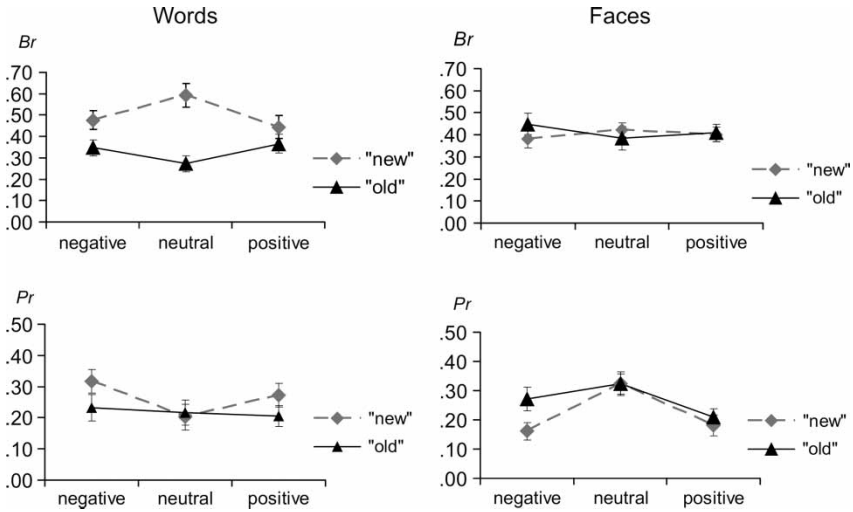 Words
Br
.70
.60
.50
.40
.30
.20
.10
.00
negative neutral positive
"new"
"old"
Faces
Br
.70
.60
.50
.40
.30
.20
.10
.00
negative neutral positive
"new"
"old"
Pr
.50
.40
.30
.20
.10
.00
negative neutral positive
"new"
"old"
Pr
.50
.40
.30
.20
.10
.00
negative neutral positive
"new"
"old"